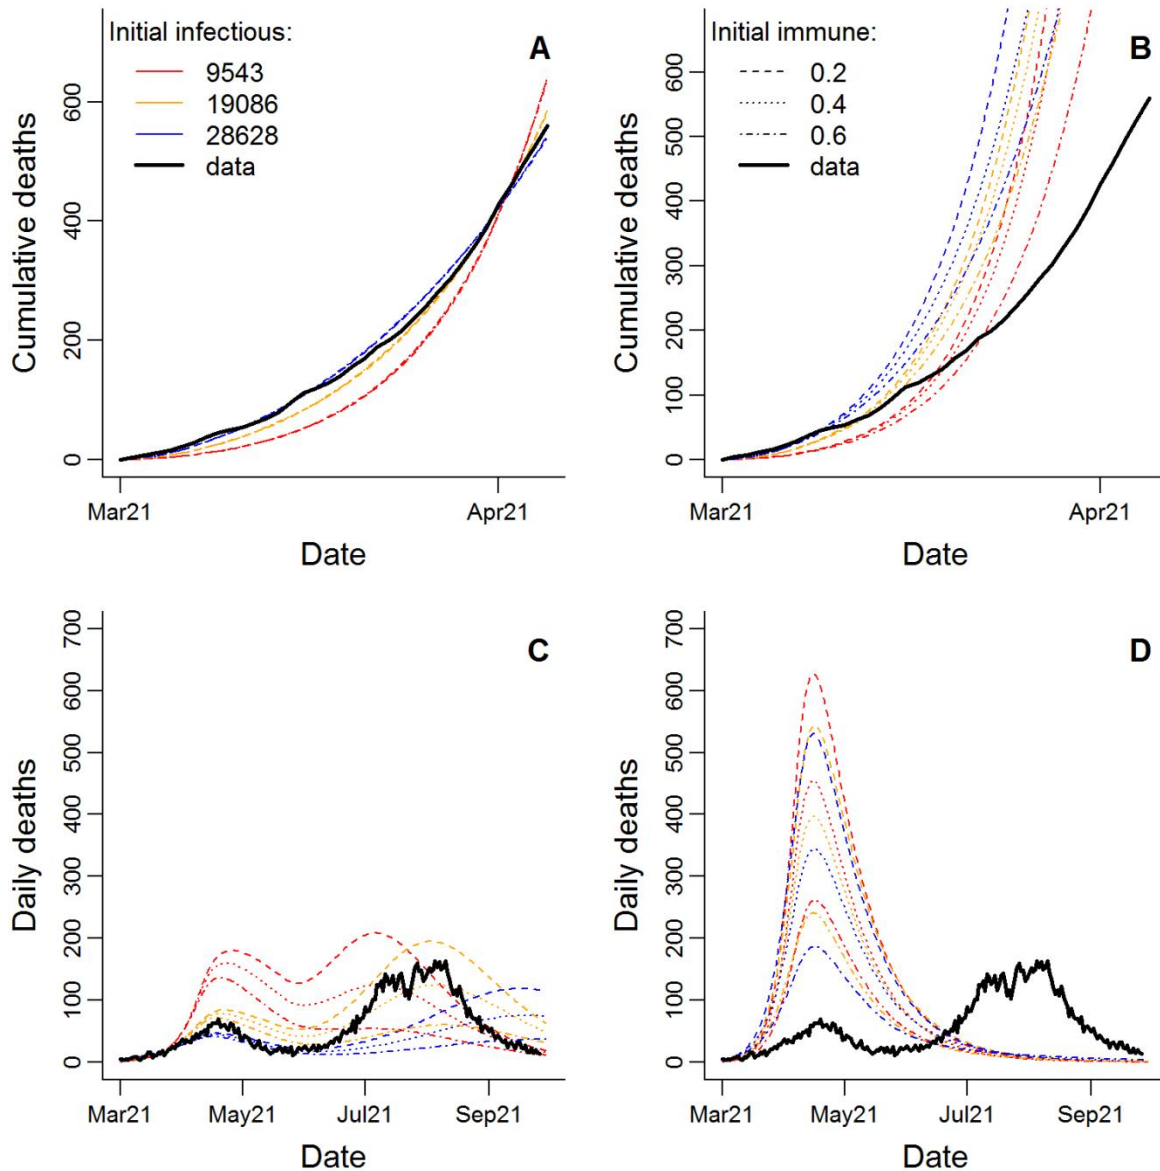 Initial infectious:
9543
19086
28628
data
A
Cumulative deaths
0
200
400
600
Mar21
Apr21
Date
Initial immune:
0.2
0.4
0.6
data
B
Cumulative deaths
0
100
200
300
400
500
600
Mar21
Apr21
Date
C
Daily deaths
0
100
200
300
400
500
600
700
Mar21
May21
Jul21
Sep21
Date
D
Daily deaths
0
100
200
300
400
500
600
700
Mar21
May21
Jul21
Sep21
Date